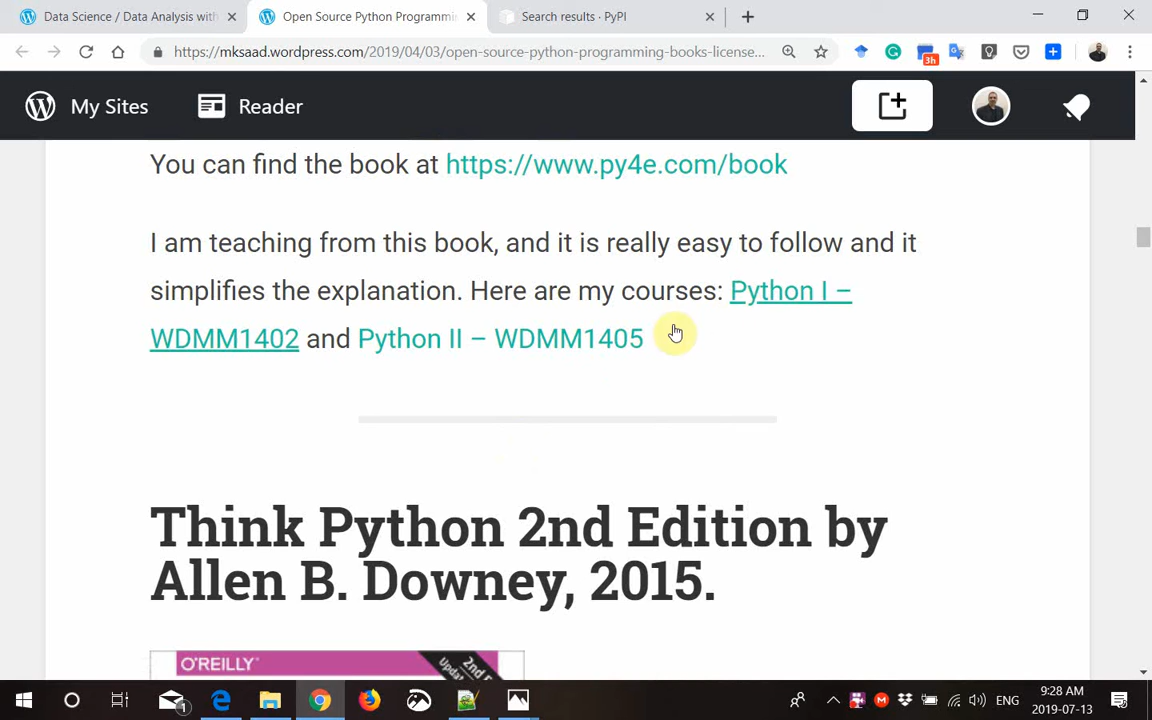 Data Science / Data Analysis with
Open Source Python Programmin
Search results · PyPI
https://mksaad.wordpress.com/2019/04/03/open-source-python-programming-books-license...
3h
My Sites
Reader
You can find the book at https://www.py4e.com/book
I am teaching from this book, and it is really easy to follow and it
simplifies the explanation. Here are my courses: Python I –
WDMM1402 and Python II – WDMM1405
Think Python 2nd Edition by
Allen B. Downey, 2015.
O'REILLY
1
ENG
9:28 AM
2019-07-13